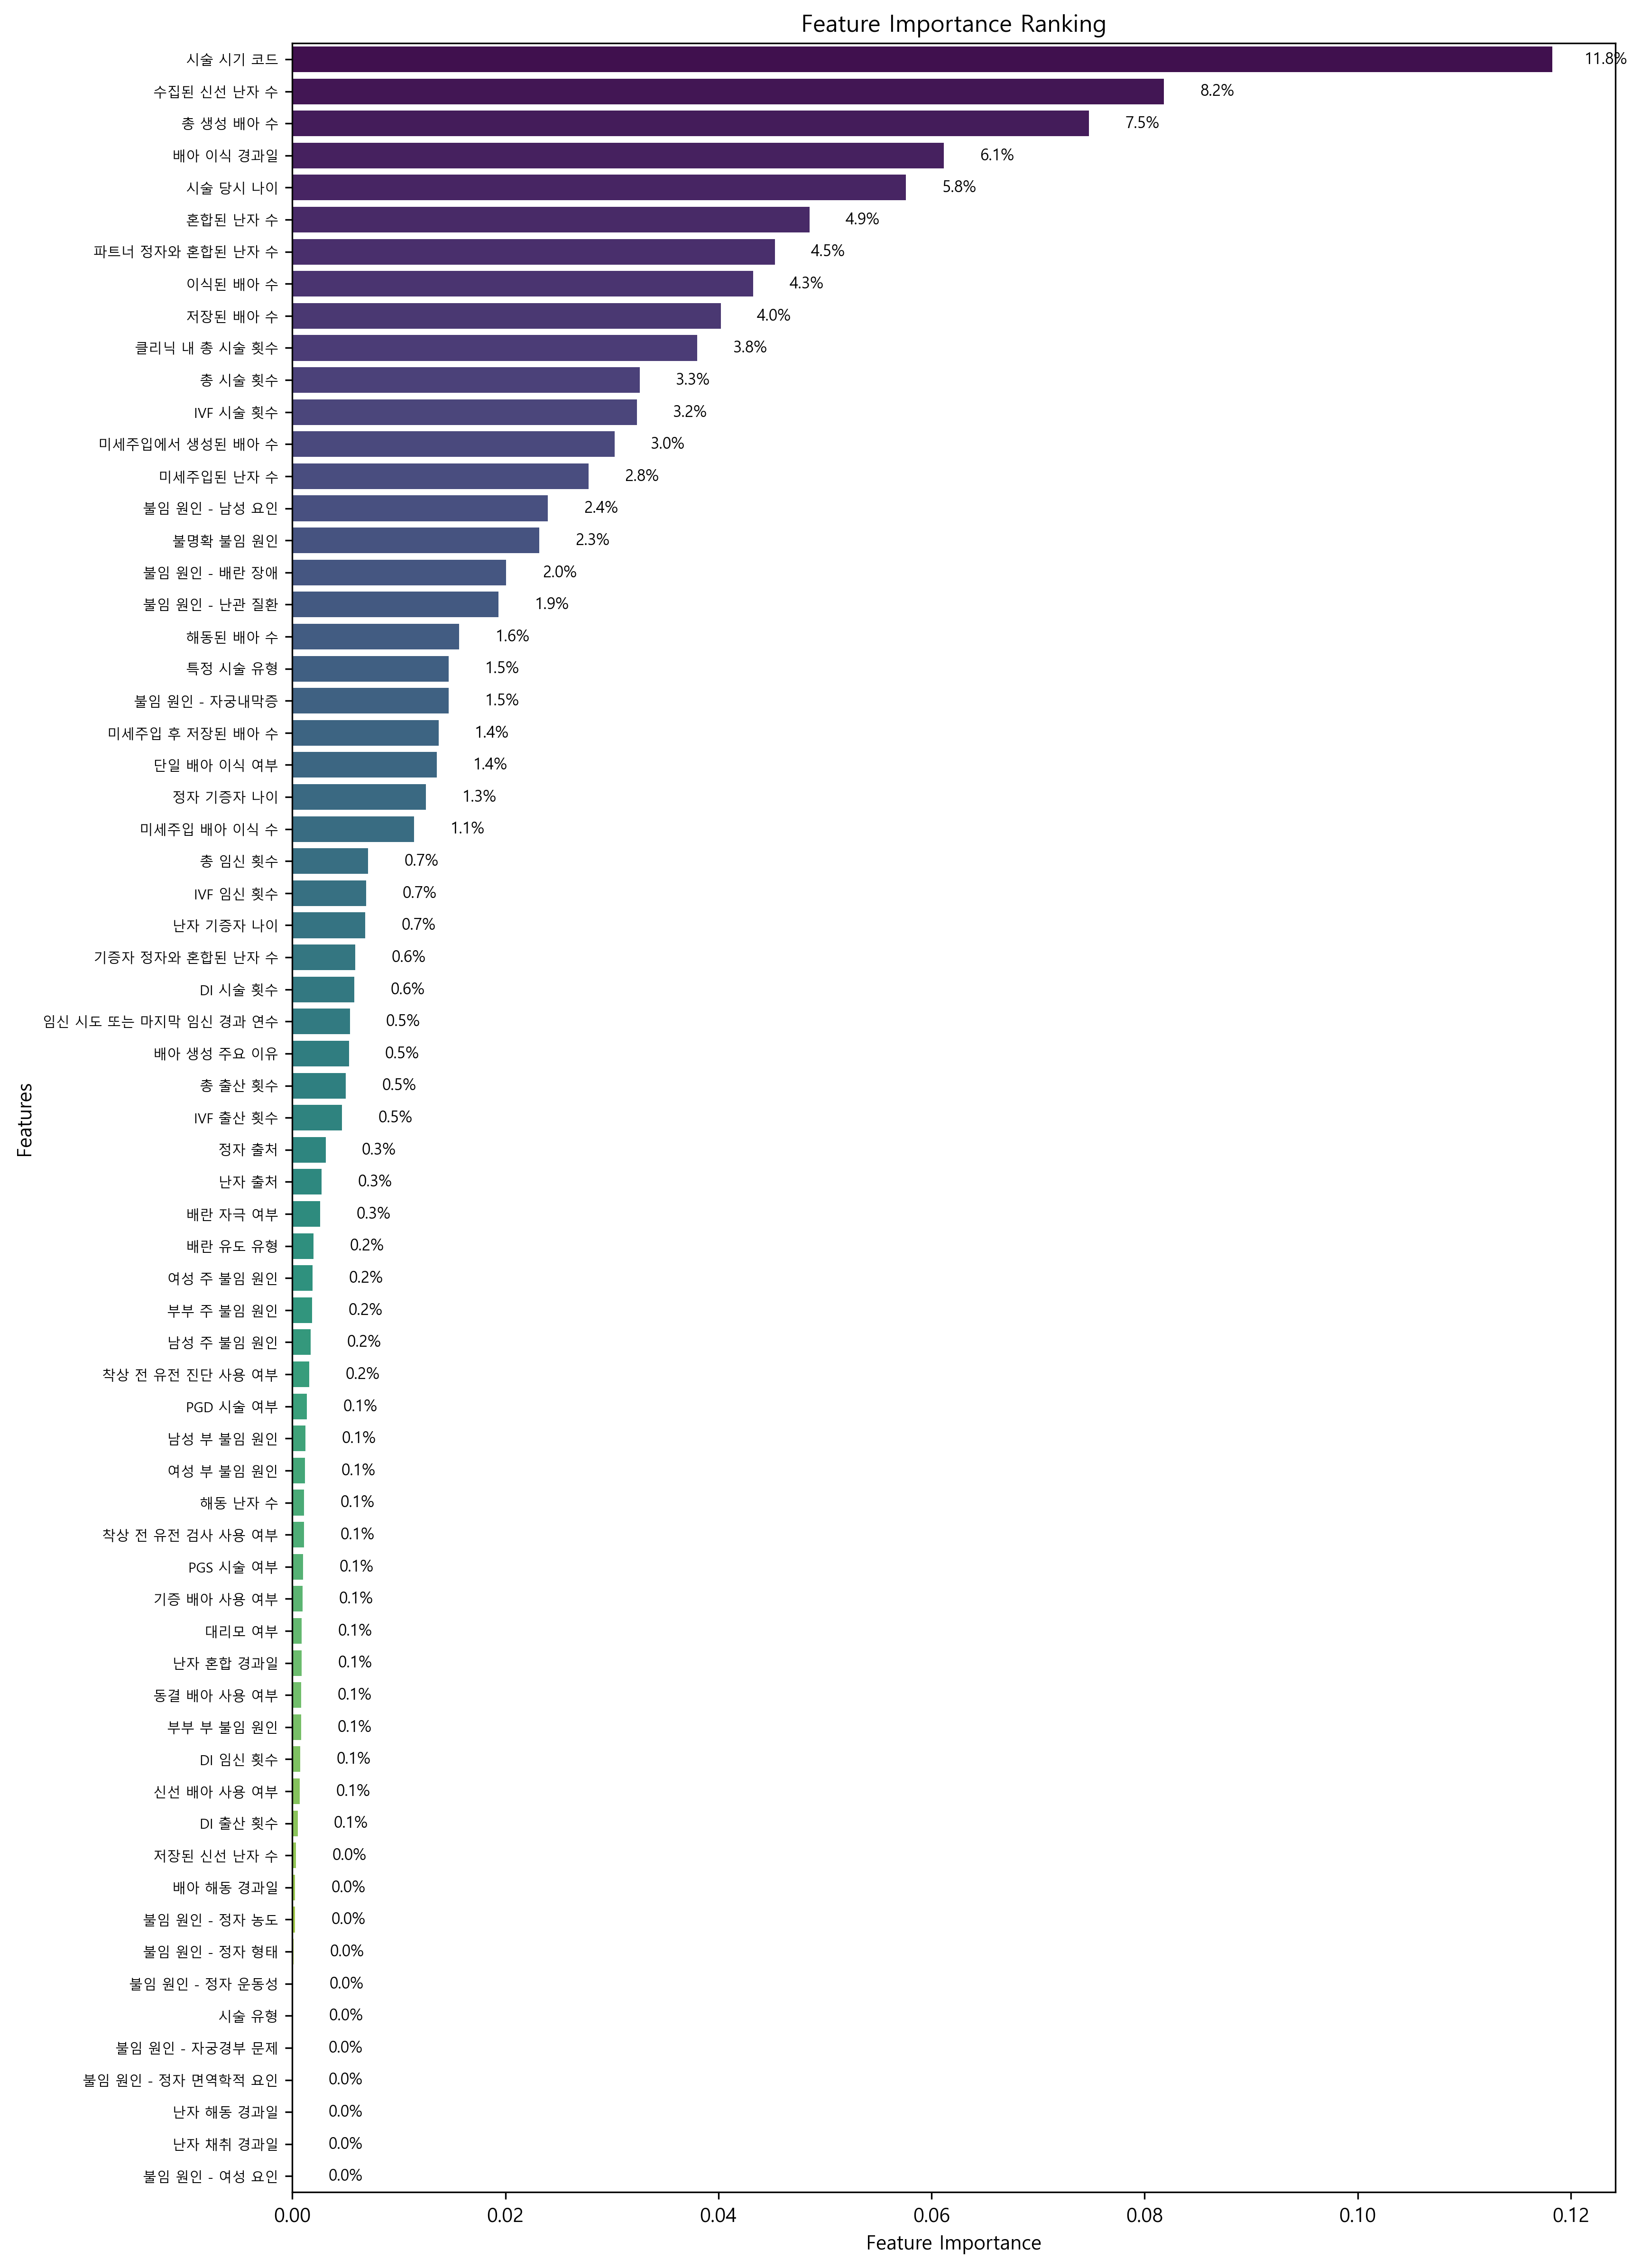 Feature Importance Ranking
시술 시기 코드 11.8%
수집된 신선 난자 수 8.2%
총 생성 배아 수 7.5%
배아 이식 경과일 6.1%
시술 당시 나이 5.8%
혼합된 난자 수 4.9%
파트너 정자와 혼합된 난자 수 4.5%
이식된 배아 수 4.3%
저장된 배아 수 4.0%
클리닉 내 총 시술 횟수 3.8%
총 시술 횟수 3.3%
IVF 시술 횟수 3.2%
미세주입에서 생성된 배아 수 3.0%
미세주입된 난자 수 2.8%
불임 원인 - 남성 요인 2.4%
불명확 불임 원인 2.3%
불임 원인 - 배란 장애 2.0%
불임 원인 - 난관 질환 1.9%
해동된 배아 수 1.6%
특정 시술 유형 1.5%
불임 원인 - 자궁내막증 1.5%
미세주입 후 저장된 배아 수 1.4%
단일 배아 이식 여부 1.4%
정자 기증자 나이 1.3%
미세주입 배아 이식 수 1.1%
총 임신 횟수 0.7%
IVF 임신 횟수 0.7%
난자 기증자 나이 0.7%
기증자 정자와 혼합된 난자 수 0.6%
DI 시술 횟수 0.6%
임신 시도 또는 마지막 임신 경과 연수 0.5%
배아 생성 주요 이유 0.5%
총 출산 횟수 0.5%
IVF 출산 횟수 0.5%
정자 출처 0.3%
난자 출처 0.3%
배란 자극 여부 0.3%
배란 유도 유형 0.2%
여성 주 불임 원인 0.2%
부부 주 불임 원인 0.2%
남성 주 불임 원인 0.2%
착상 전 유전 진단 사용 여부 0.2%
PGD 시술 여부 0.1%
남성 부 불임 원인 0.1%
여성 부 불임 원인 0.1%
해동 난자 수 0.1%
착상 전 유전 검사 사용 여부 0.1%
PGS 시술 여부 0.1%
기증 배아 사용 여부 0.1%
대리모 여부 0.1%
난자 혼합 경과일 0.1%
동결 배아 사용 여부 0.1%
부부 부 불임 원인 0.1%
DI 임신 횟수 0.1%
신선 배아 사용 여부 0.1%
DI 출산 횟수 0.1%
저장된 신선 난자 수 0.0%
배아 해동 경과일 0.0%
불임 원인 - 정자 농도 0.0%
불임 원인 - 정자 형태 0.0%
불임 원인 - 정자 운동성 0.0%
시술 유형 0.0%
불임 원인 - 자궁경부 문제 0.0%
불임 원인 - 정자 면역학적 요인 0.0%
난자 해동 경과일 0.0%
난자 채취 경과일 0.0%
불임 원인 - 여성 요인 0.0%
Features
0.00 0.02 0.04 0.06 0.08 0.10 0.12
Feature Importance